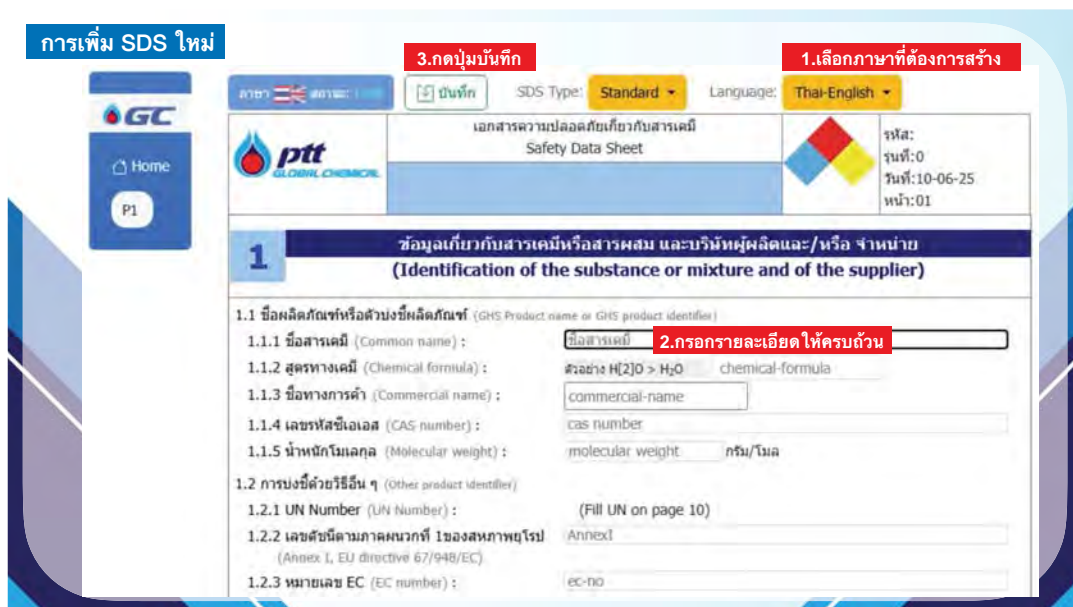 การเพิ่ม SDS ใหม่
3.กดปุ่มบันทึก
1.เลือกภาษาที่ต้องการสร้าง
ภาษา สถานะ:
บันทึก
SDS Type: Standard
Language: Thai-English
GC
Home
P1
ptt
GLOBAL CHEMICAL
เอกสารความปลอดภัยเกี่ยวกับสารเคมี
Safety Data Sheet
รหัส:
รุ่นที่:0
วันที่:10-06-25
หน้า:01
1
ข้อมูลเกี่ยวกับสารเคมีหรือสารผสม และบริษัทผู้ผลิตและ/หรือ จำหน่าย
(Identification of the substance or mixture and of the supplier)
1.1 ชื่อผลิตภัณฑ์หรือตัวบ่งชี้ผลิตภัณฑ์ (GHS Product name or GHS product identifier)
1.1.1 ชื่อสารเคมี (Common name) : ชื่อสารเคมี
2.กรอกรายละเอียดให้ครบถ้วน
1.1.2 สูตรทางเคมี (Chemical formula) : ตัวอย่าง H[2]O > H₂O chemical-formula
1.1.3 ชื่อทางการค้า (Commercial name) : commercial-name
1.1.4 เลขรหัสซีเอเอส (CAS number) : cas number
1.1.5 น้ำหนักโมเลกุล (Molecular weight) : molecular weight กรัม/โมล
1.2 การบ่งชี้ด้วยวิธีอื่น ๆ (Other product identifier)
1.2.1 UN Number (UN Number) : (Fill UN on page 10)
1.2.2 เลขดัชนีตามภาคผนวกที่ 1ของสหภาพยุโรป AnnexI
(Annex I, EU directive 67/948/EC)
1.2.3 หมายเลข EC (EC number) : ec-no